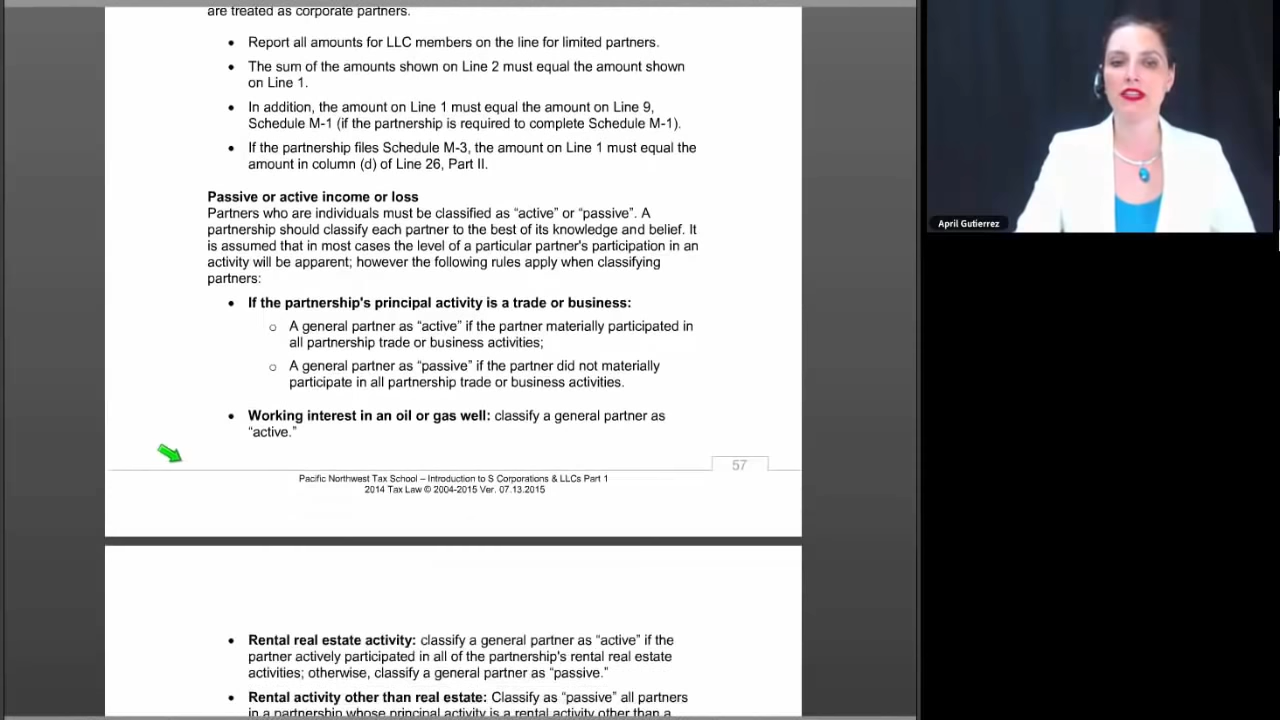 are treated as corporate partners.
• Report all amounts for LLC members on the line for limited partners.
• The sum of the amounts shown on Line 2 must equal the amount shown
on Line 1.
• In addition, the amount on Line 1 must equal the amount on Line 9,
Schedule M-1 (if the partnership is required to complete Schedule M-1).
• If the partnership files Schedule M-3, the amount on Line 1 must equal the
amount in column (d) of Line 26, Part II.
Passive or active income or loss
Partners who are individuals must be classified as “active” or “passive”. A
partnership should classify each partner to the best of its knowledge and belief. It
is assumed that in most cases the level of a particular partner's participation in an
activity will be apparent; however the following rules apply when classifying
partners:
• If the partnership's principal activity is a trade or business:
o A general partner as “active” if the partner materially participated in
all partnership trade or business activities;
o A general partner as “passive” if the partner did not materially
participate in all partnership trade or business activities.
• Working interest in an oil or gas well: classify a general partner as
“active.”
57
Pacific Northwest Tax School – Introduction to S Corporations & LLCs Part 1
2014 Tax Law © 2004-2015 Ver. 07.13.2015
• Rental real estate activity: classify a general partner as “active” if the
partner actively participated in all of the partnership's rental real estate
activities; otherwise, classify a general partner as “passive.”
• Rental activity other than real estate: Classify as “passive” all partners
in a partnership whose principal activity is a rental activity other than a
April Gutierrez